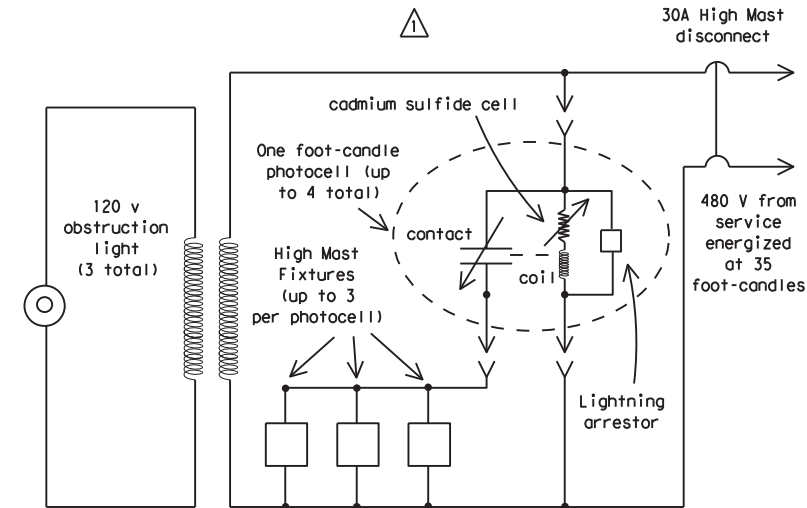 1
30A High Mast
disconnect
cadmium sulfide cell
One foot-candle
photocell (up
to 4 total)
120 v
obstruction
light
(3 total)
contact
480 V from
service
energized
at 35
foot-candles
High Mast
Fixtures
(up to 3
per photocell)
coil
Lightning
arrestor